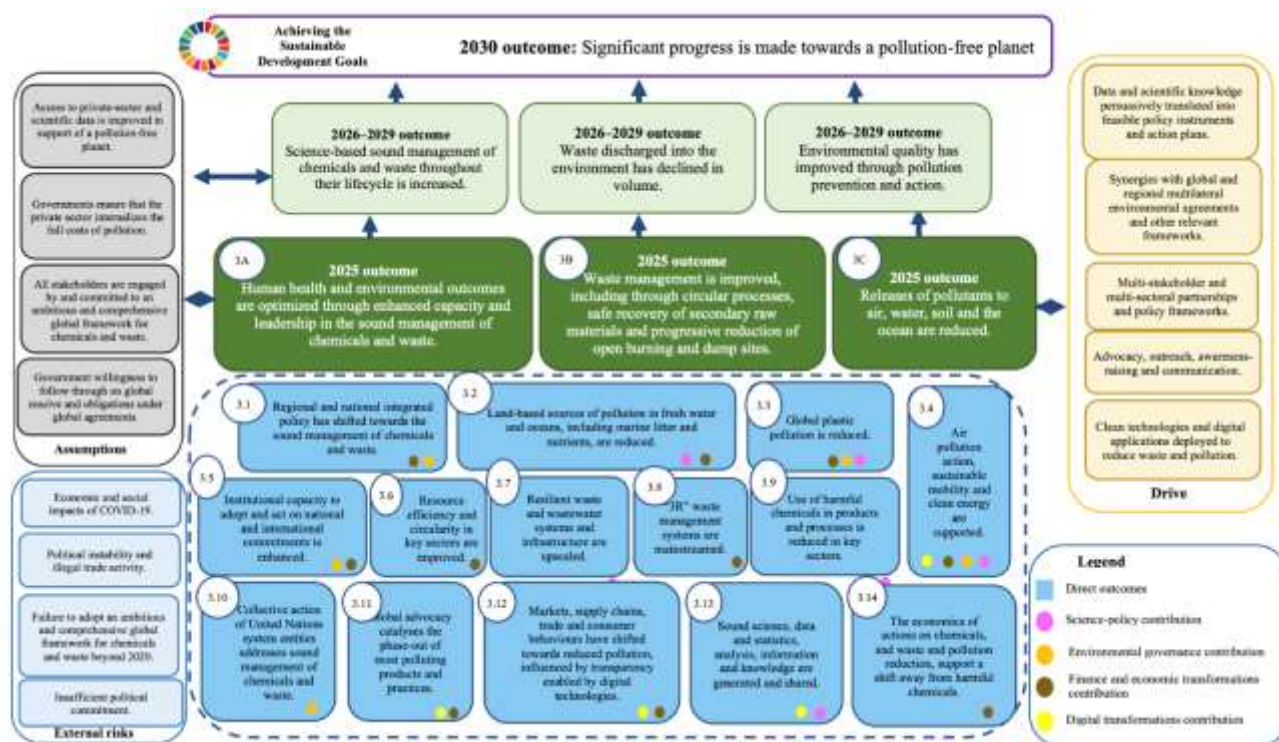 Achieving the
Sustainable
Development Goals
2030 outcome: Significant progress is made towards a pollution-free planet
Access to private-sector and
scientific data is improved in
support of a pollution-free
planet.
Governments ensure that the
private sector internalizes the
full costs of pollution.
All stakeholders are engaged
by and committed to an
ambitious and comprehensive
global framework for
chemicals and waste.
Government willingness to
follow through on global
resolve and obligations under
global agreements.
Assumptions
Economic and social
impacts of COVID-19.
Political instability and
illegal trade activity.
Failure to adopt an ambitious
and comprehensive global
framework for chemicals
and waste beyond 2020.
Insufficient political
commitment.
External risks
2026–2029 outcome
Science-based sound management of
chemicals and waste throughout
their lifecycle is increased.
2026–2029 outcome
Waste discharged into the
environment has declined in
volume.
2026–2029 outcome
Environmental quality has
improved through pollution
prevention and action.
3A
2025 outcome
Human health and environmental outcomes
are optimized through enhanced capacity and
leadership in the sound management of
chemicals and waste.
3B
2025 outcome
Waste management is improved,
including through circular processes,
safe recovery of secondary raw
materials and progressive reduction of
open burning and dump sites.
3C
2025 outcome
Releases of pollutants to
air, water, soil and the
ocean are reduced.
3.1
Regional and national integrated
policy has shifted towards the
sound management of chemicals
and waste.
3.2
Land-based sources of pollution in fresh water
and oceans, including marine litter and
nutrients, are reduced.
3.3
Global plastic
pollution is reduced.
3.4
Air
pollution
action,
sustainable
mobility and
clean energy
are
supported.
3.5
Institutional capacity to
adopt and act on national
and international
commitments is
enhanced.
3.6
Resource
efficiency and
circularity in
key sectors are
improved.
3.7
Resilient waste
and wastewater
systems and
infrastructure are
upscaled.
3.8
"3R" waste
management
systems are
mainstreamed.
3.9
Use of harmful
chemicals in products
and processes is
reduced in key
sectors.
3.10
Collective action
of United Nations
system entities
addresses sound
management of
chemicals and
waste.
3.11
Global advocacy
catalyses the
phase-out of
most polluting
products and
practices.
3.12
Markets, supply chains,
trade and consumer
behaviours have shifted
towards reduced pollution,
influenced by transparency
enabled by digital
technologies.
3.13
Sound science, data
and statistics,
analysis, information
and knowledge are
generated and shared.
3.14
The economics of
actions on chemicals,
and waste and pollution
reduction, support a
shift away from harmful
chemicals.
Data and scientific knowledge
persuasively translated into
feasible policy instruments
and action plans.
Synergies with global and
regional multilateral
environmental agreements
and other relevant
frameworks.
Multi-stakeholder and
multi-sectoral partnerships
and policy frameworks.
Advocacy, outreach, awareness-
raising and communication.
Clean technologies and digital
applications deployed to
reduce waste and pollution.
Drive
Legend
Direct outcomes
Science-policy contribution
Environmental governance contribution
Finance and economic transformations
contribution
Digital transformations contribution